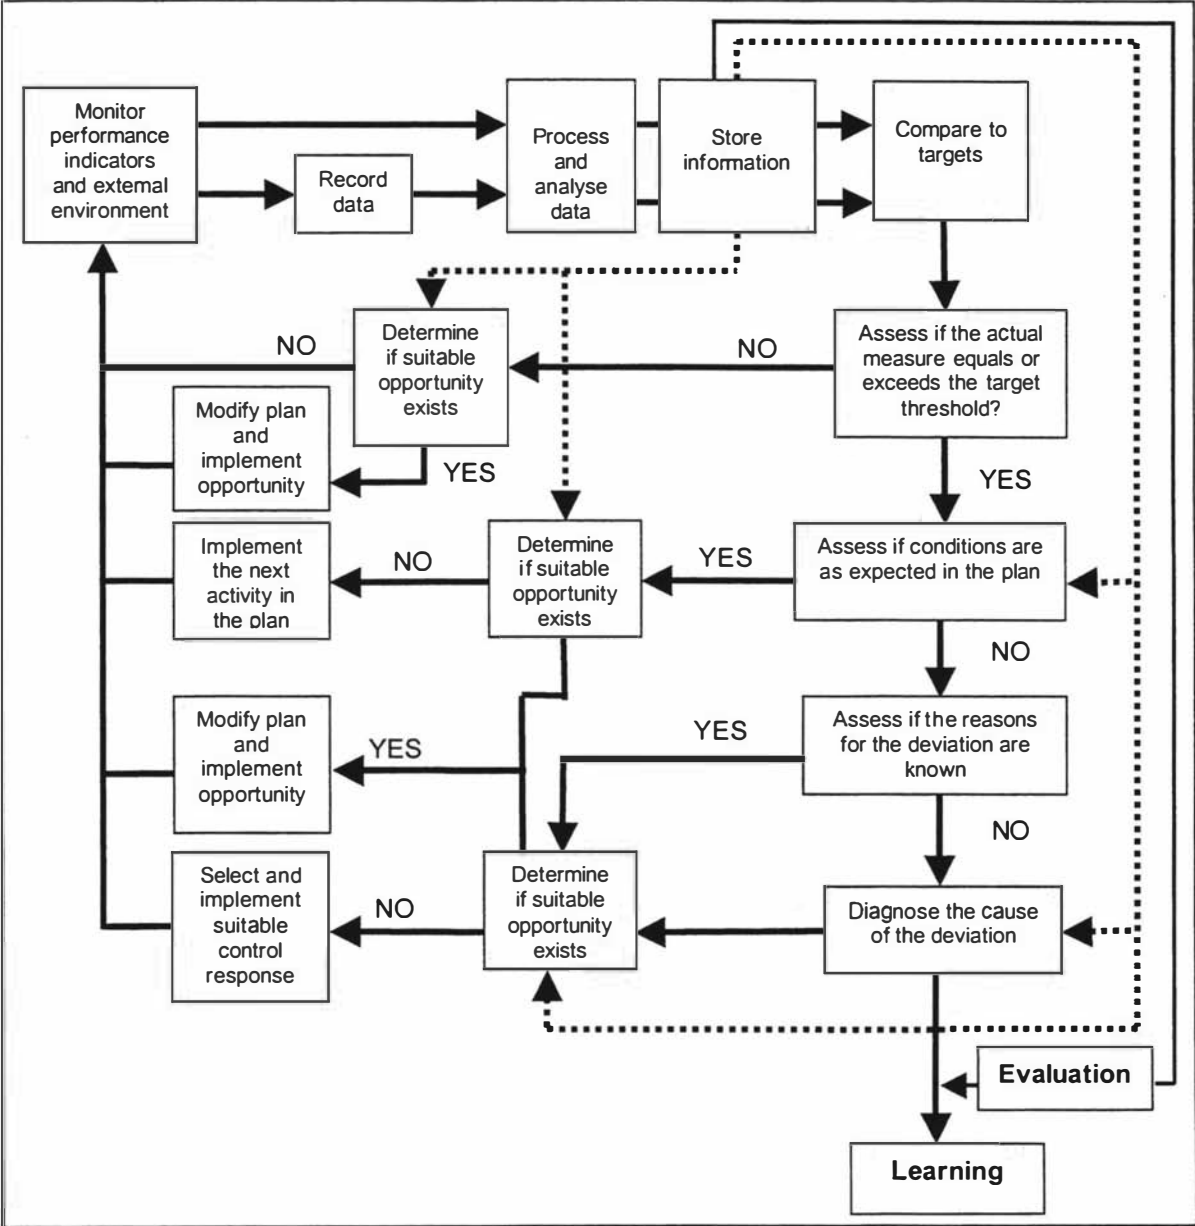 Monitor
performance
indicators
and external
environment
Record
data
Process
and
analyse
data
Store
information
Compare to
targets
NO
Determine
if suitable
opportunity
exists
NO
Assess if the actual
measure equals or
exceeds the target
threshold?
Modify plan
and
implement
opportunity
YES
YES
Implement
the next
activity in
the plan
NO
Determine
if suitable
opportunity
exists
YES
Assess if conditions are
as expected in the plan
NO
Modify plan
and
implement
opportunity
YES
YES
Assess if the reasons
for the deviation are
known
NO
Select and
implement
suitable
control
response
NO
Determine
if suitable
opportunity
exists
Diagnose the cause
of the deviation
Evaluation
Learning